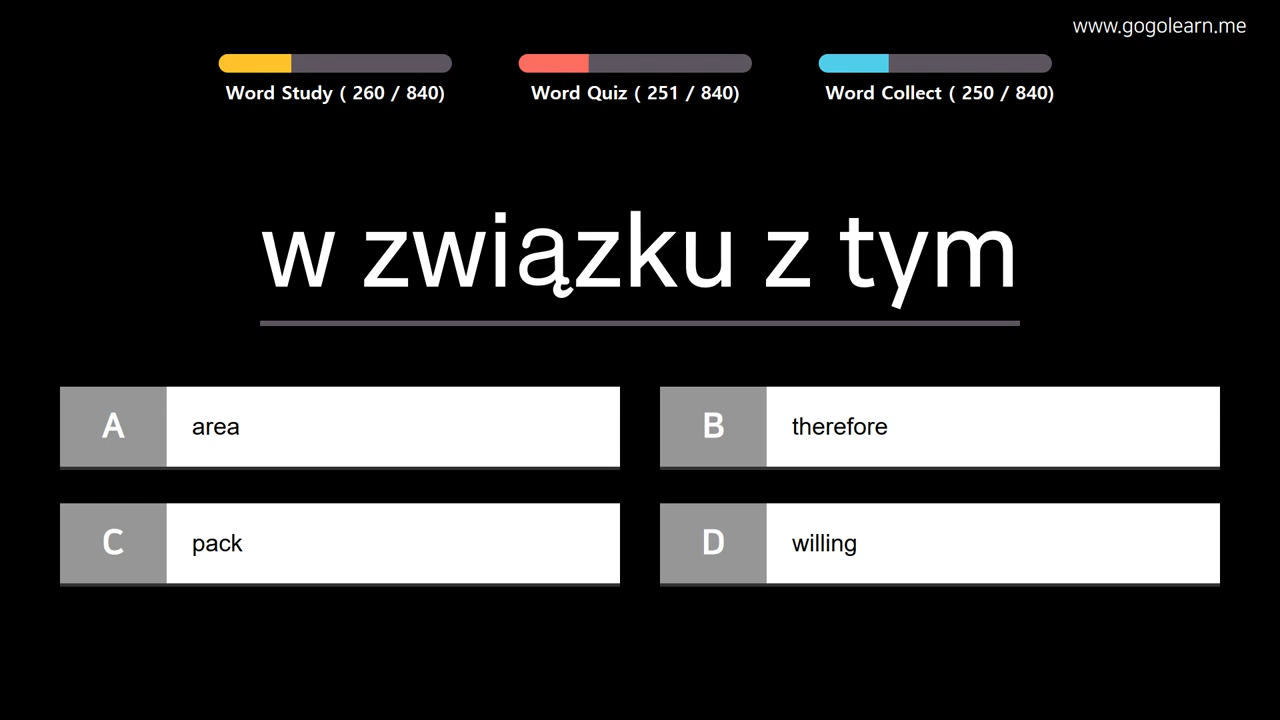 www.gogolearn.me
Word Study ( 260 / 840)
Word Quiz ( 251 / 840)
Word Collect ( 250 / 840)
w związku z tym
A area
B therefore
C pack
D willing